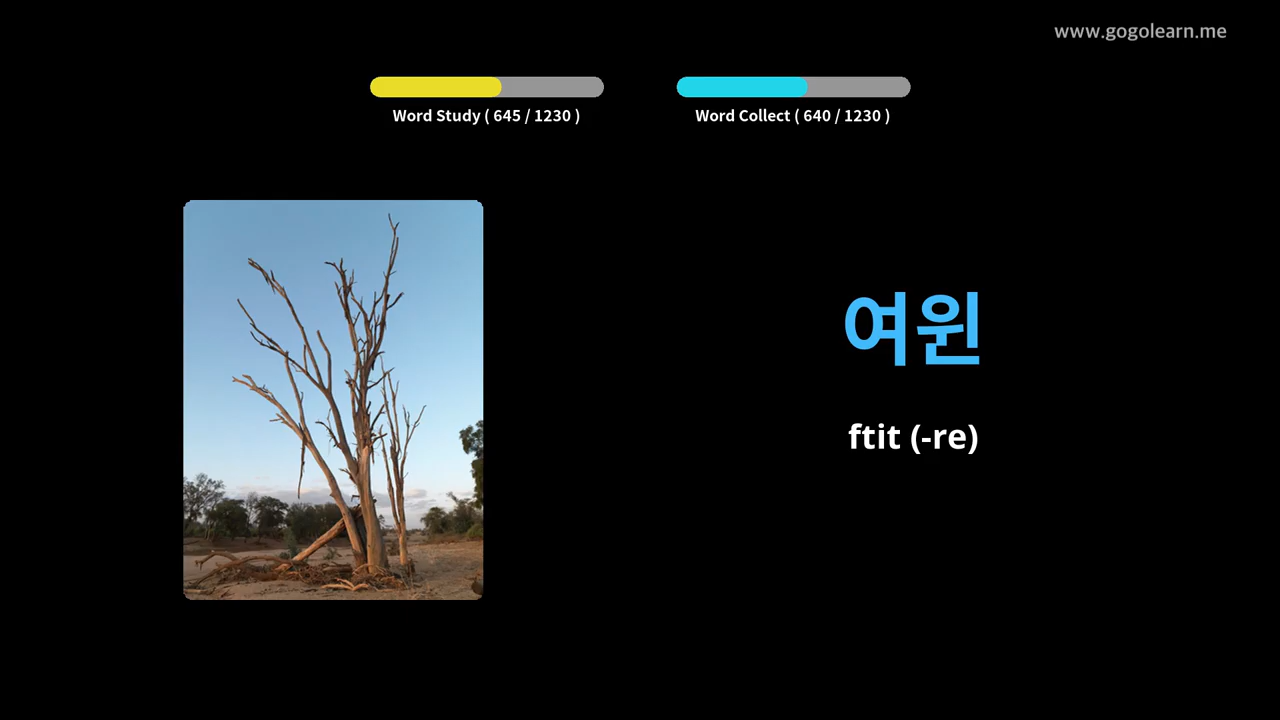 www.gogolearn.me
Word Study ( 645 / 1230 )
Word Collect ( 640 / 1230 )
여윈
ftit (-re)